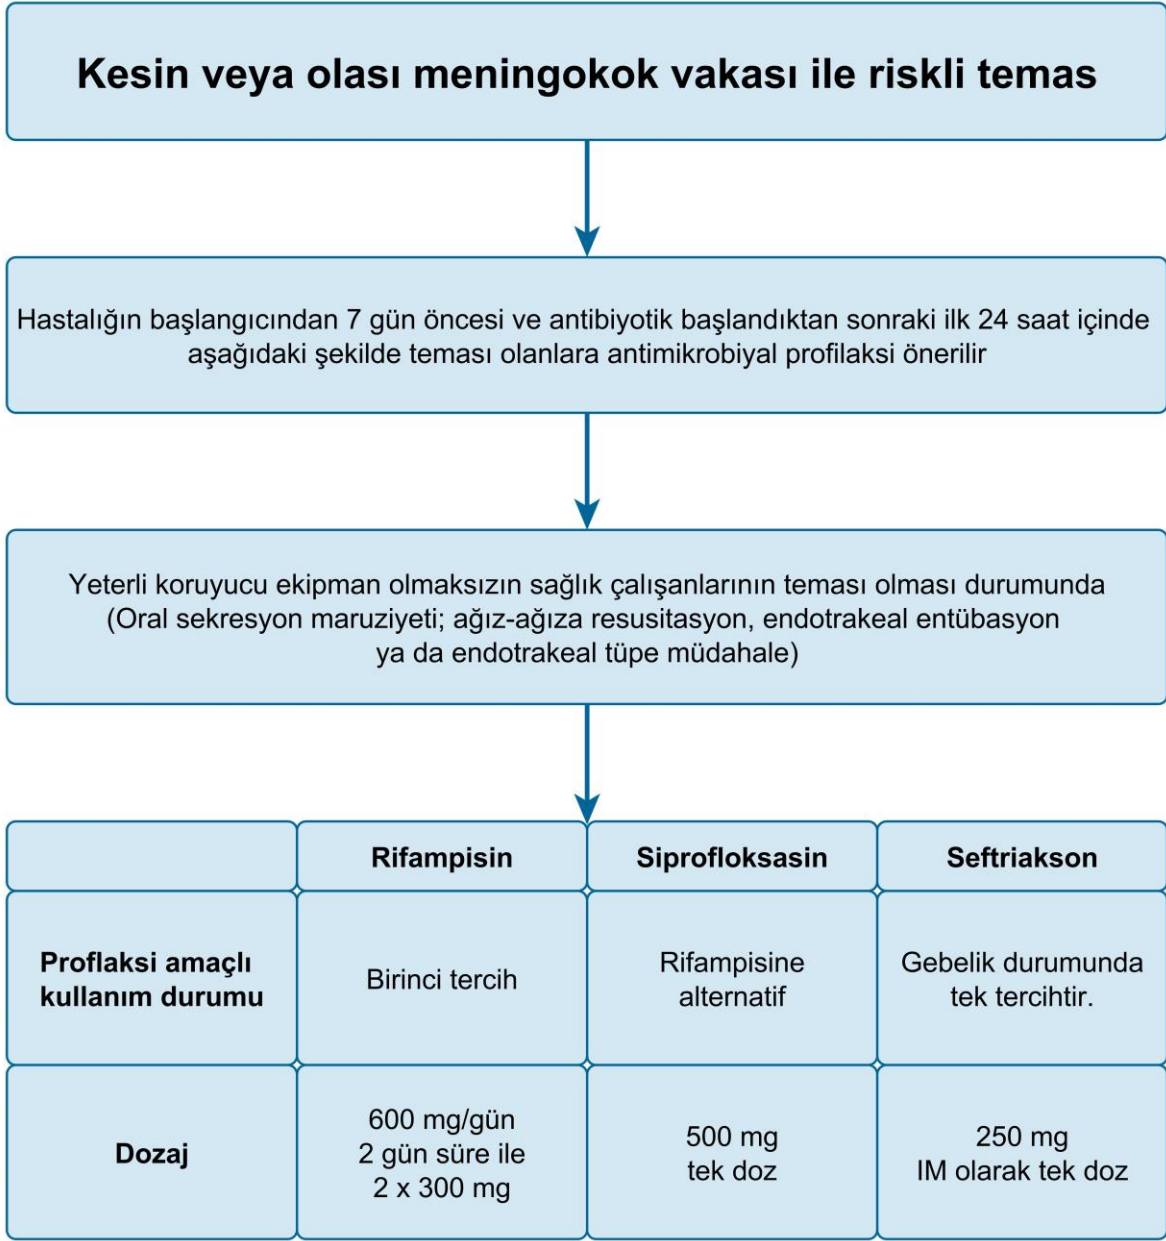 Kesin veya olası meningokok vakası ile riskli temas
Hastalığın başlangıcından 7 gün öncesi ve antibiyotik başlandıktan sonraki ilk 24 saat içinde
aşağıdaki şekilde teması olanlara antimikrobiyal profilaksi önerilir
Yeterli koruyucu ekipman olmaksızın sağlık çalışanlarının teması olması durumunda
(Oral sekresyon maruziyeti; ağız-ağıza resusitasyon, endotrakeal entübasyon
ya da endotrakeal tüpe müdahale)
Rifampisin
Siprofloksasin
Seftriakson
Proflaksi amaçlı
kullanım durumu
Birinci tercih
Rifampisine
alternatif
Gebelik durumunda
tek tercihtir.
Dozaj
600 mg/gün
2 gün süre ile
2 x 300 mg
500 mg
tek doz
250 mg
IM olarak tek doz